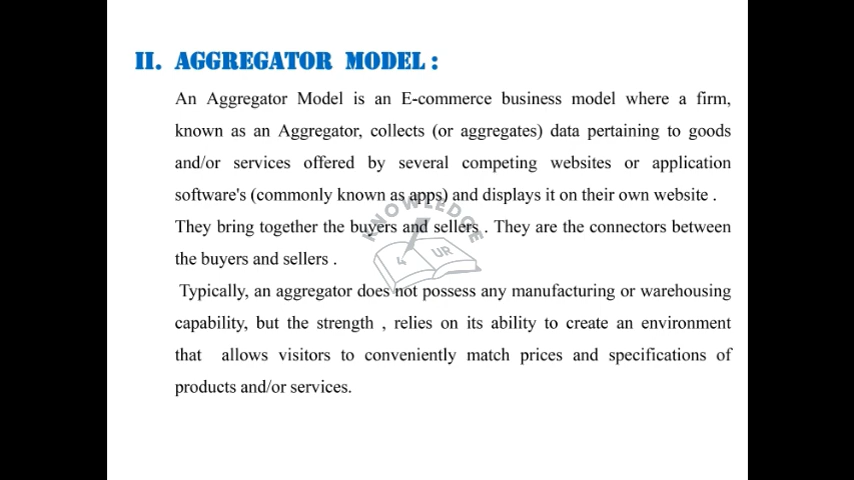 II. AGGREGATOR MODEL :
An Aggregator Model is an E-commerce business model where a firm,
known as an Aggregator, collects (or aggregates) data pertaining to goods
and/or services offered by several competing websites or application
software's (commonly known as apps) and displays it on their own website .
They bring together the buyers and sellers . They are the connectors between
the buyers and sellers .
Typically, an aggregator does not possess any manufacturing or warehousing
capability, but the strength , relies on its ability to create an environment
that allows visitors to conveniently match prices and specifications of
products and/or services.
KNOWLEDGE
4 UR